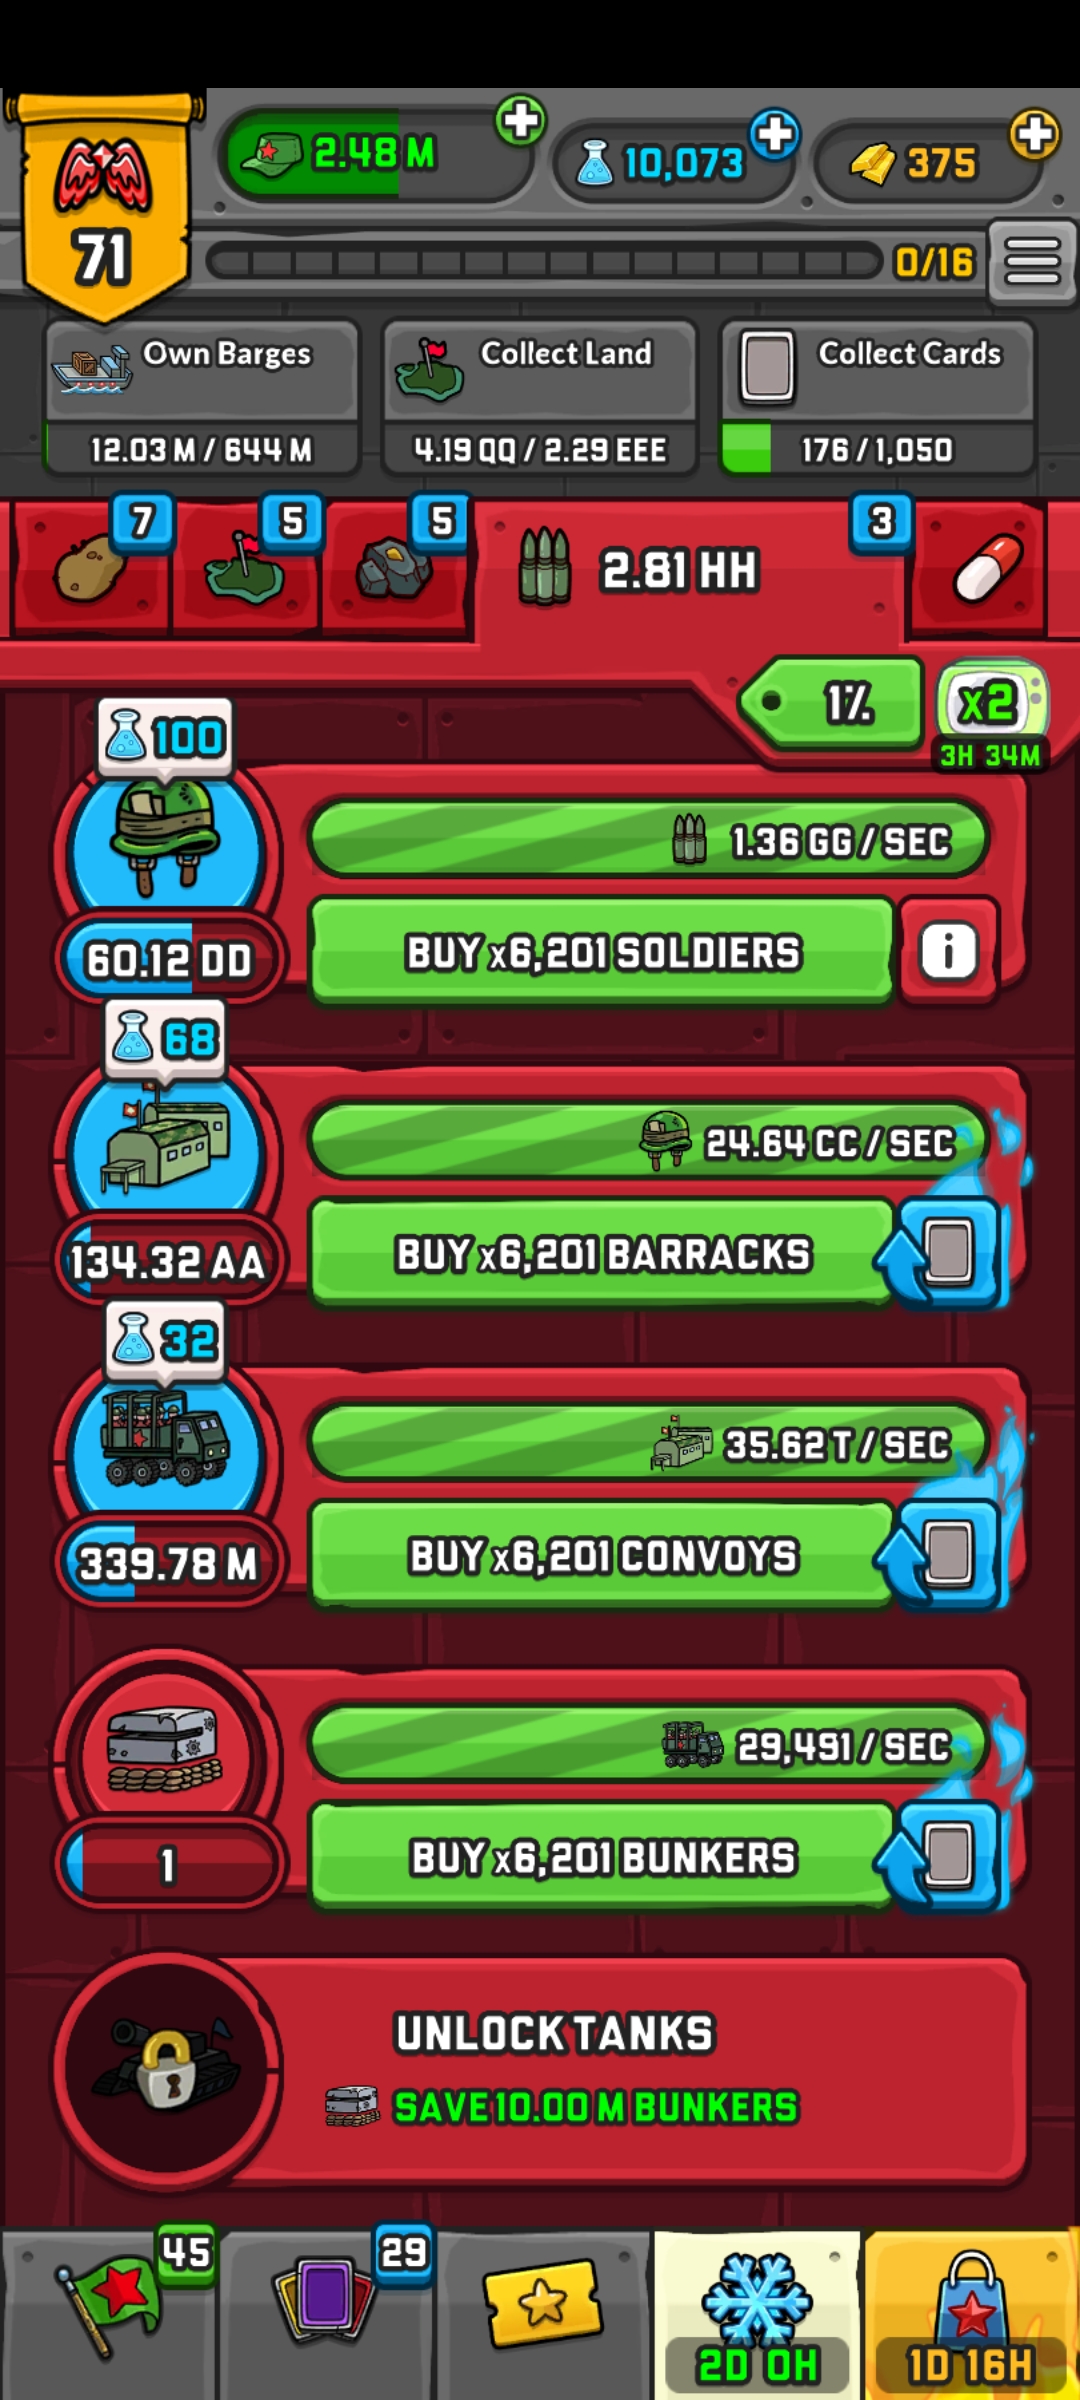 2.48 M
10,073
375
71
0/16
Own Barges
12.03 M / 644 M
Collect Land
4.19 QQ / 2.29 EEE
Collect Cards
176 / 1,050
7
5
5
2.81 HH
3
1%
x2
3H 34M
100
1.36 GG / SEC
60.12 DD
BUY x6,201 SOLDIERS
i
68
24.64 CC / SEC
134.32 AA
BUY x6,201 BARRACKS
32
35.62 T / SEC
339.78 M
BUY x6,201 CONVOYS
29,491 / SEC
1
BUY x6,201 BUNKERS
UNLOCK TANKS
SAVE 10.00 M BUNKERS
45
29
2D 0H
1D 16H